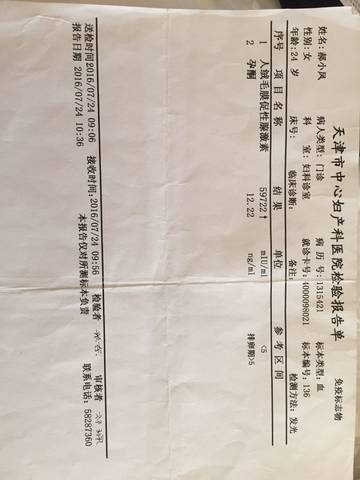 天津市中心妇产科医院检验报告单 免疫标志物
姓名:郝小凤 病人类型:门诊 病 历 号:1315421 标本类型:血
性别:女 科 室:妇科诊室 就诊卡号:4000098021 标本编号:136
年龄:24 岁 床号: 临床诊断: 备注: 检测方法:发光
序号 项目名称 结果 单位 参考区间
1 人绒毛膜促性腺激素 59722↑ mIU/ml <5
2 孕酮 12.22 ng/ml 排卵期>5
送检时间2016/07/24 09:06 接收时间:2016/07/24 09:56 检验者 审核者
报告日期 2016/07/24 10:36 本报告仅对所测标本负责 联系电话:58287360